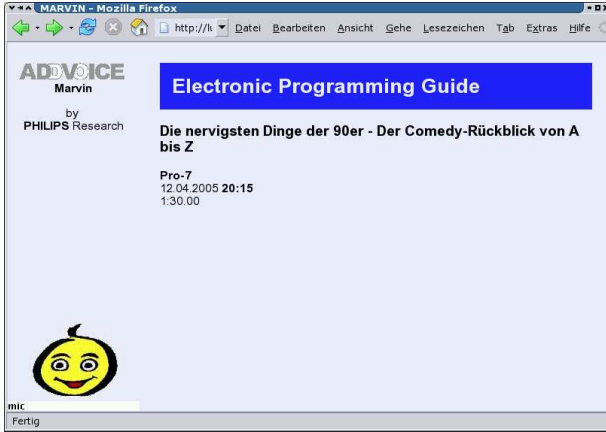 MARVIN - Mozilla Firefox
http://l Datei Bearbeiten Ansicht Gehe Lesezeichen Tab Extras Hilfe
ADDVOICE
Marvin
by
PHILIPS Research
Electronic Programming Guide
Die nervigsten Dinge der 90er - Der Comedy-Rückblick von A
bis Z
Pro-7
12.04.2005 20:15
1:30.00
mic
Fertig